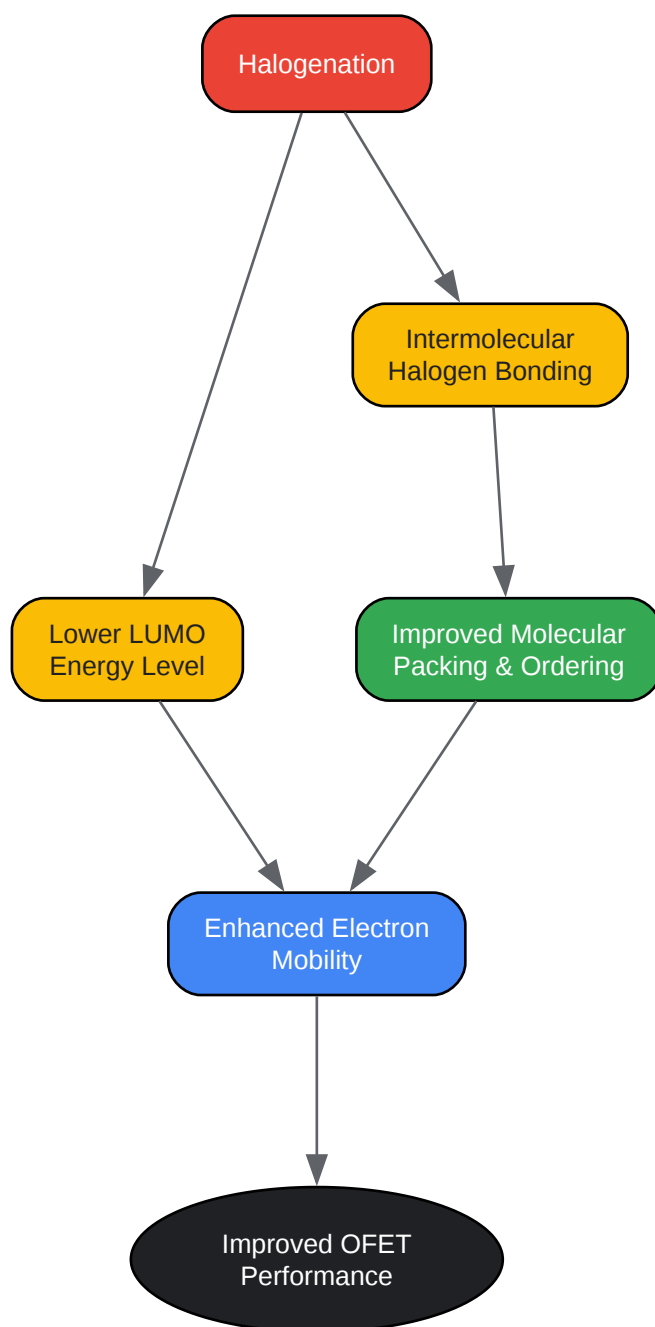 Halogenation
Intermolecular
Halogen Bonding
Lower LUMO
Energy Level
Improved Molecular
Packing & Ordering
Enhanced Electron
Mobility
Improved OFET
Performance